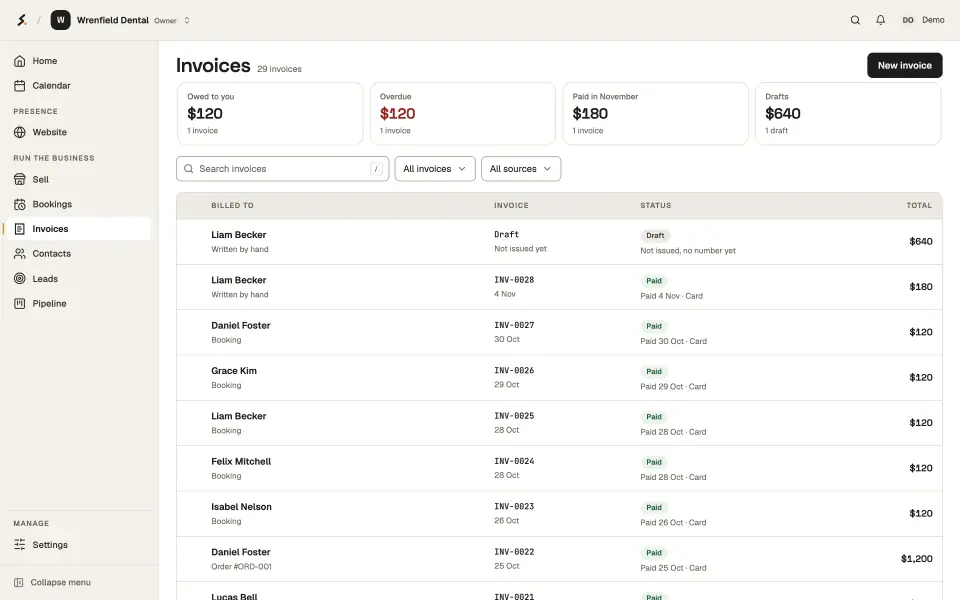 / W Wrenfield Dental Owner
DO Demo
Home
Calendar
PRESENCE
Website
RUN THE BUSINESS
Sell
Bookings
Invoices
Contacts
Leads
Pipeline
MANAGE
Settings
Collapse menu
Invoices 29 invoices
New invoice
Owed to you
$120
1 invoice
Overdue
$120
1 invoice
Paid in November
$180
1 invoice
Drafts
$640
1 draft
Search invoices /
All invoices
All sources
BILLED TO INVOICE STATUS TOTAL
Liam Becker Draft Draft $640
Written by hand Not issued yet Not issued, no number yet
Liam Becker INV-0028 Paid $180
Written by hand 4 Nov Paid 4 Nov · Card
Daniel Foster INV-0027 Paid $120
Booking 30 Oct Paid 30 Oct · Card
Grace Kim INV-0026 Paid $120
Booking 29 Oct Paid 29 Oct · Card
Liam Becker INV-0025 Paid $120
Booking 28 Oct Paid 28 Oct · Card
Felix Mitchell INV-0024 Paid $120
Booking 28 Oct Paid 28 Oct · Card
Isabel Nelson INV-0023 Paid $120
Booking 26 Oct Paid 26 Oct · Card
Daniel Foster INV-0022 Paid $1,200
Order #ORD-001 25 Oct Paid 25 Oct · Card
Lucas Bell INV-0021 Paid